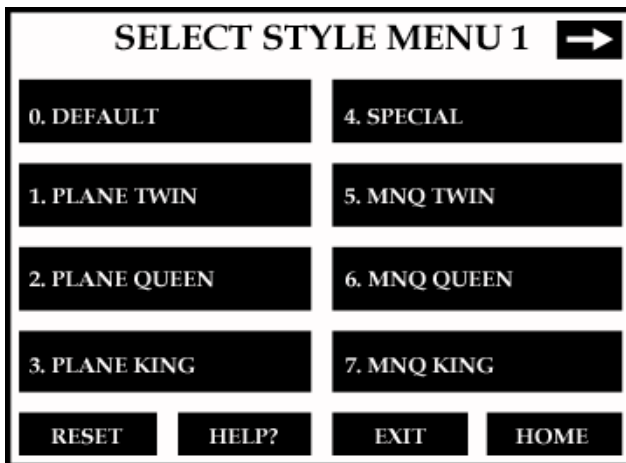 SELECT STYLE MENU 1
0. DEFAULT
4. SPECIAL
1. PLANE TWIN
5. MNQ TWIN
2. PLANE QUEEN
6. MNQ QUEEN
3. PLANE KING
7. MNQ KING
RESET
HELP?
EXIT
HOME